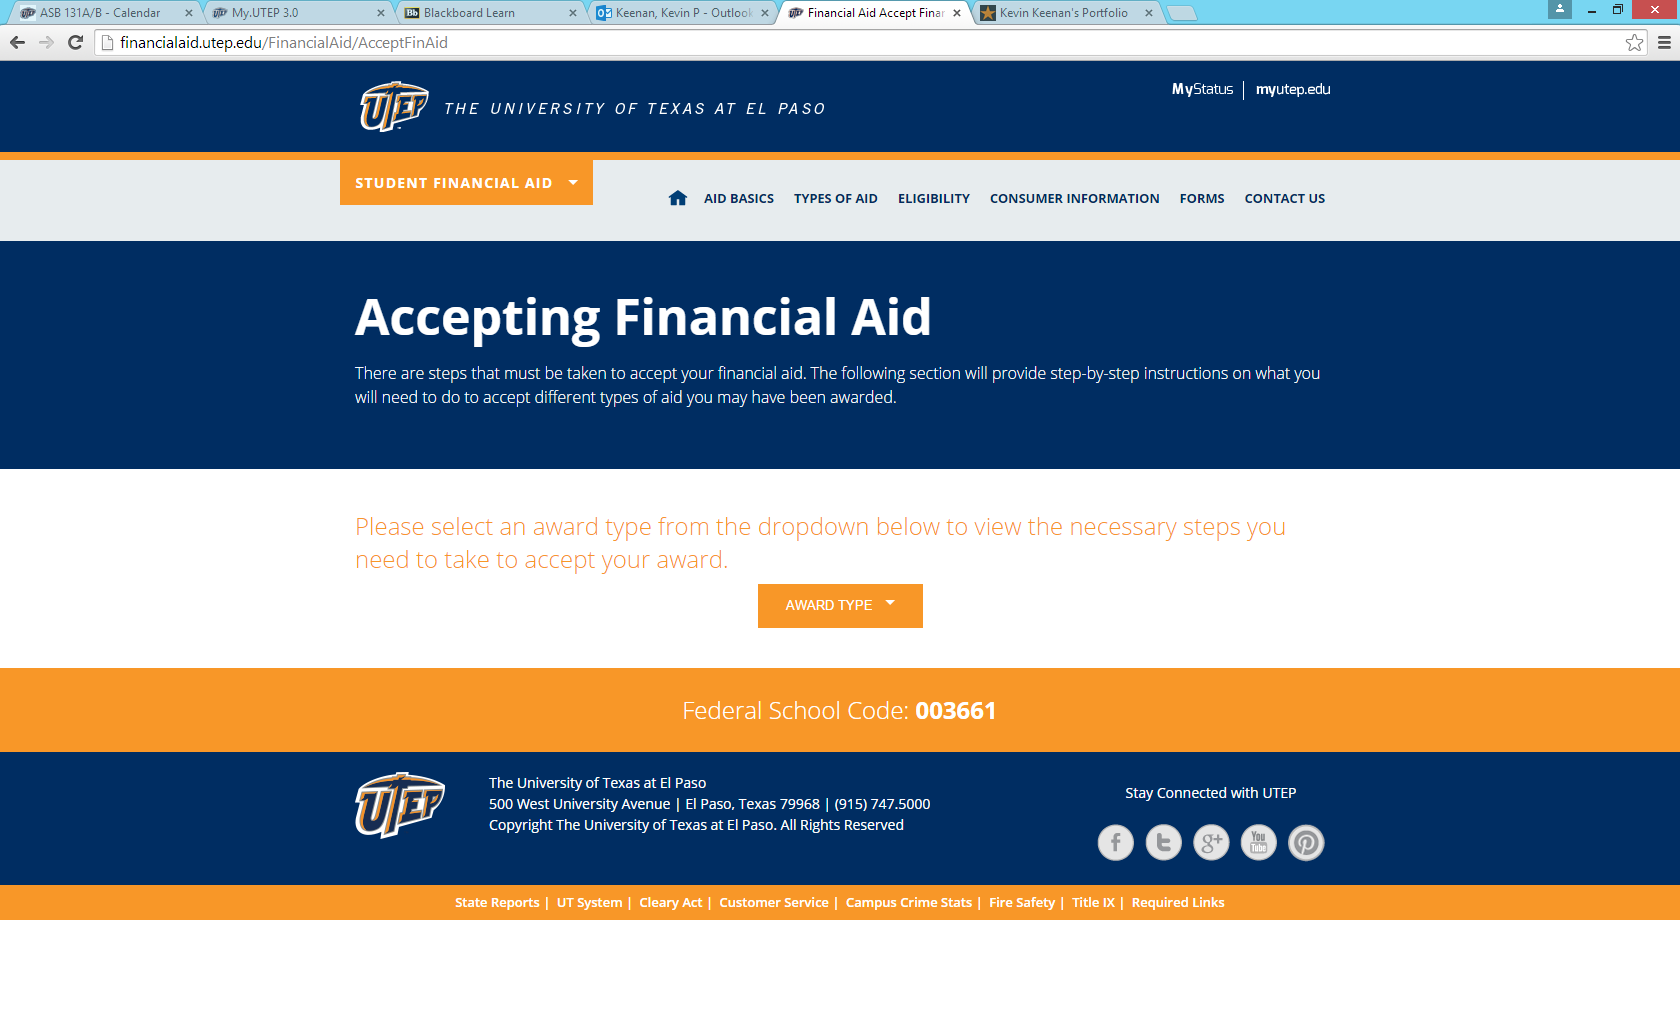 ASB 131A/B - Calendar
My.UTEP 3.0
Bb Blackboard Learn
Keenan, Kevin P - Outlook
Financial Aid Accept Finan
Kevin Keenan's Portfolio
financialaid.utep.edu/FinancialAid/AcceptFinAid
UTEP
THE UNIVERSITY OF TEXAS AT EL PASO
MyStatus | myutep.edu
STUDENT FINANCIAL AID
AID BASICS TYPES OF AID ELIGIBILITY CONSUMER INFORMATION FORMS CONTACT US
Accepting Financial Aid
There are steps that must be taken to accept your financial aid. The following section will provide step-by-step instructions on what you
will need to do to accept different types of aid you may have been awarded.
Please select an award type from the dropdown below to view the necessary steps you
need to take to accept your award.
AWARD TYPE
Federal School Code: 003661
UTEP
The University of Texas at El Paso
500 West University Avenue | El Paso, Texas 79968 | (915) 747.5000
Copyright The University of Texas at El Paso. All Rights Reserved
Stay Connected with UTEP
f t g+ You Tube
State Reports | UT System | Cleary Act | Customer Service | Campus Crime Stats | Fire Safety | Title IX | Required Links